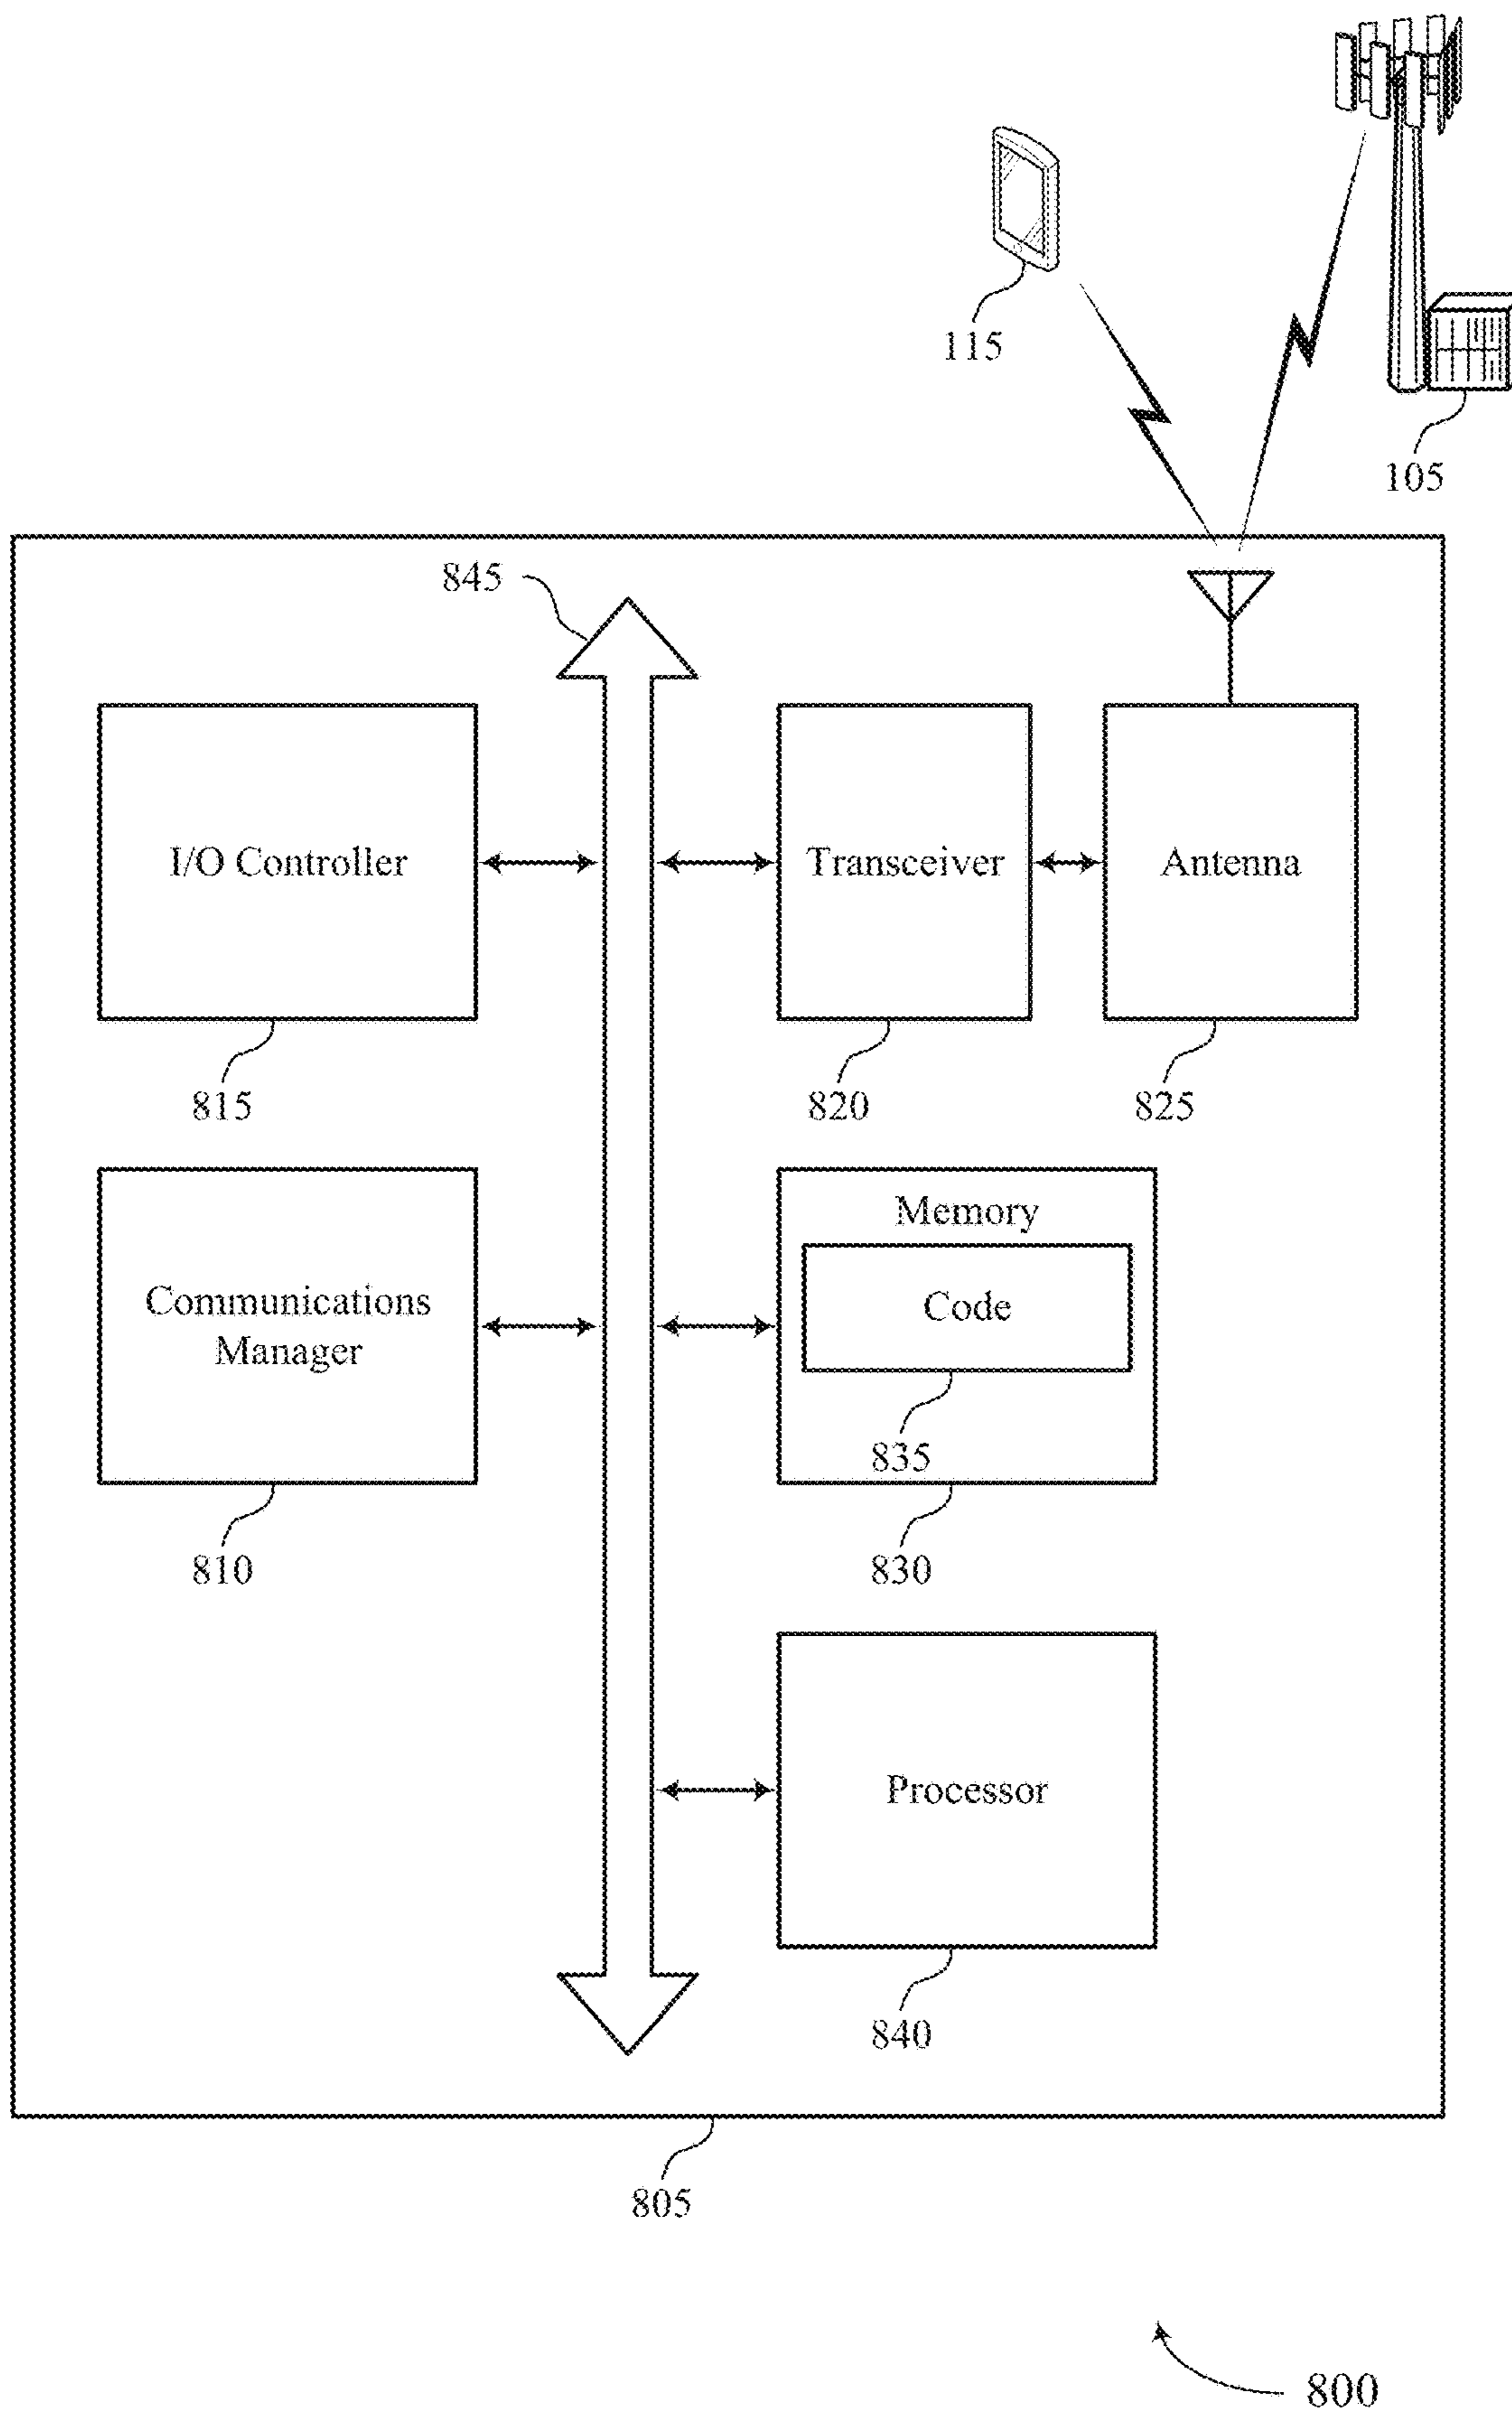 115
105
845
I/O Controller
Transceiver
Antenna
815
820
825
Communications
Manager
Memory
Code
835
810
830
Processor
840
805
800